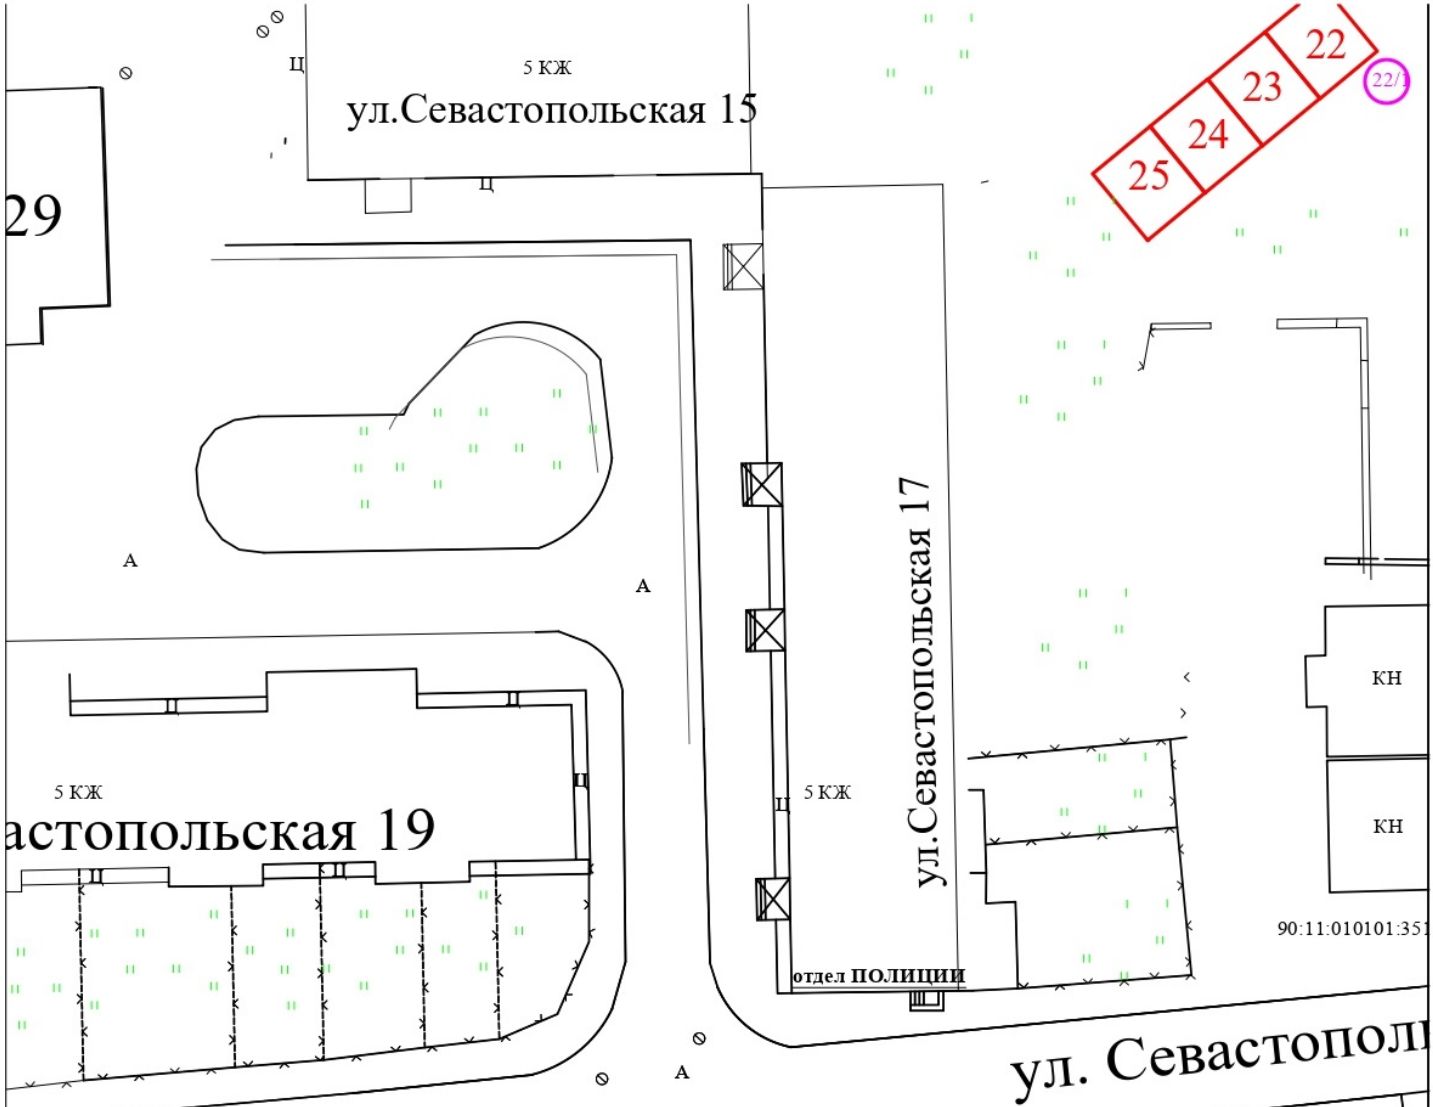 22
22/1
23
24
25
Ц
5 КЖ
ул.Севастопольская 15
Ц
29
ул.Севастопольская 17
А
А
Ц
Ц
КН
Ц
5 КЖ
5 КЖ
Ц
астопольская 19
КН
Ц
Ц
90:11:010101:351
отдел ПОЛИЦИИ
ул. Севастопол
А